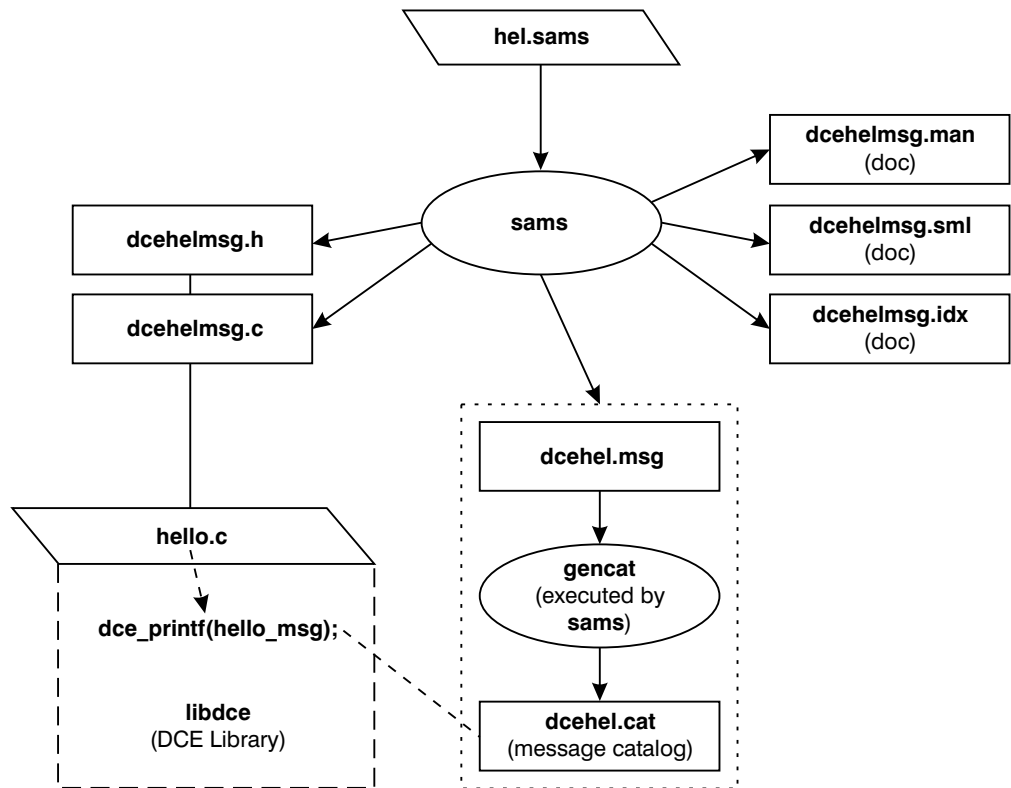 hel.sams
dcehelmsg.man
(doc)
sams
dcehelmsg.h
dcehelmsg.sml
(doc)
dcehelmsg.c
dcehelmsg.idx
(doc)
dcehel.msg
hello.c
gencat
(executed by
sams)
dce_printf(hello_msg);
libdce
(DCE Library)
dcehel.cat
(message catalog)